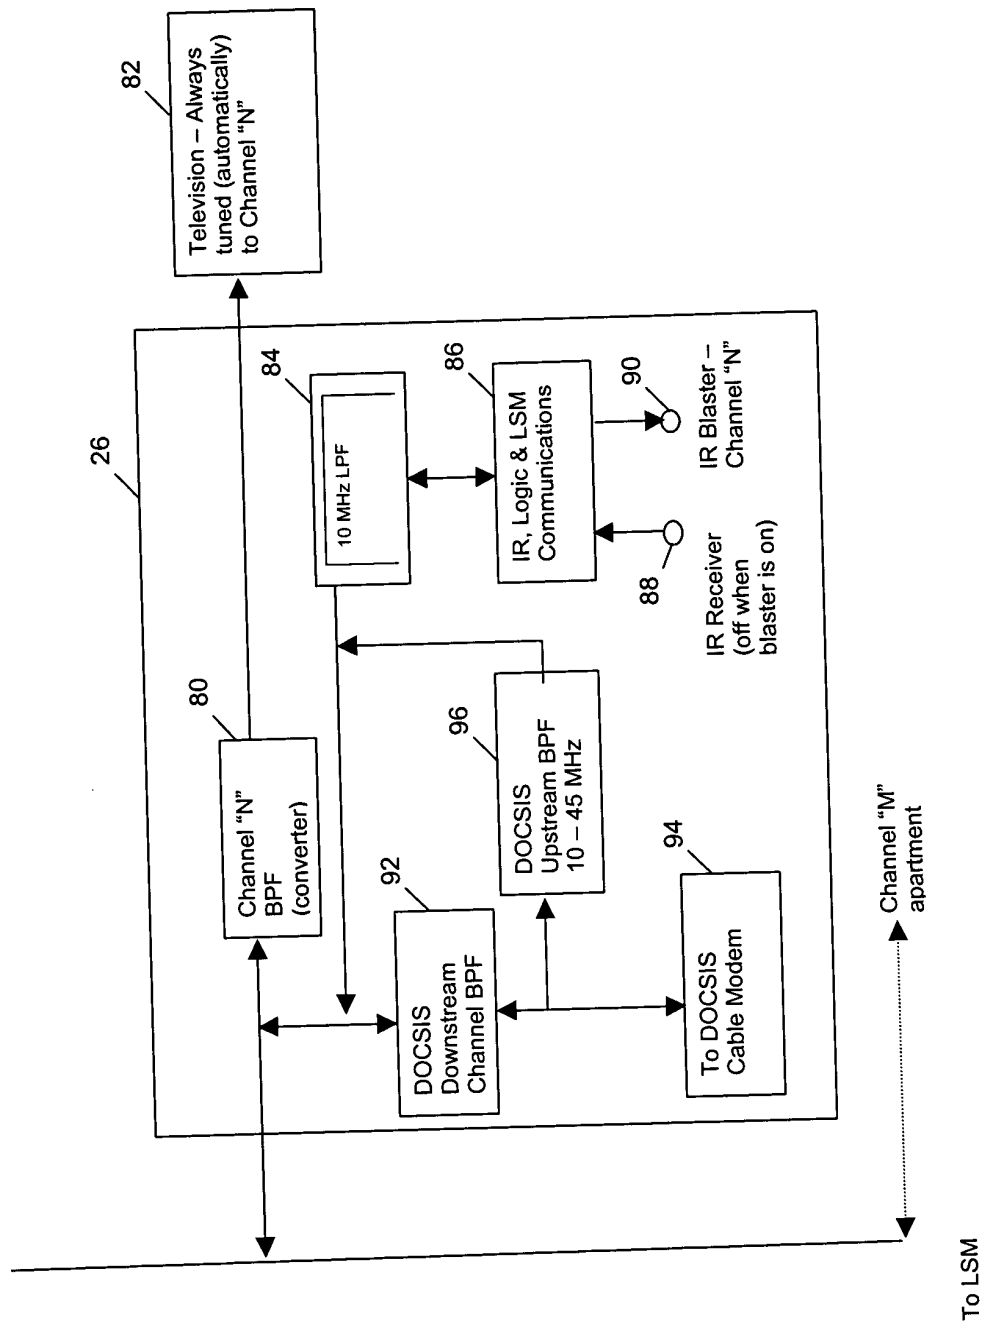 82
Television – Always
tuned (automatically)
to Channel “N”
26
84
10 MHz LPF
86
IR, Logic & LSM
Communications
90
IR Blaster –
Channel “N”
88
IR Receiver
(off when
blaster is on)
80
Channel “N”
BPF
(converter)
96
DOCSIS
Upstream BPF
10 – 45 MHz
92
DOCSIS
Downstream
Channel BPF
94
To DOCSIS
Cable Modem
Channel “M”
apartment
To LSM